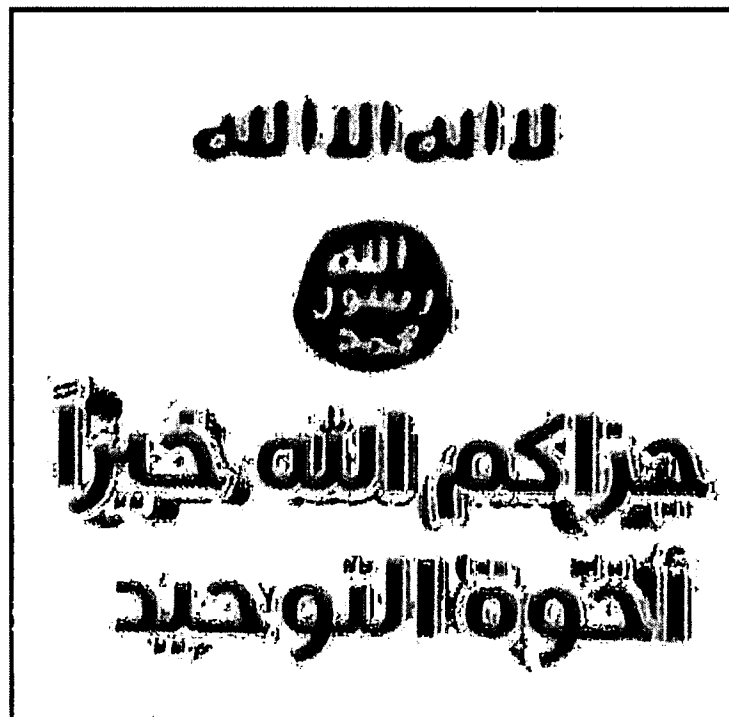 لا اله الا الله
الله
رسول
محمد
جزاكم الله خيراً
أخوة التوحيد